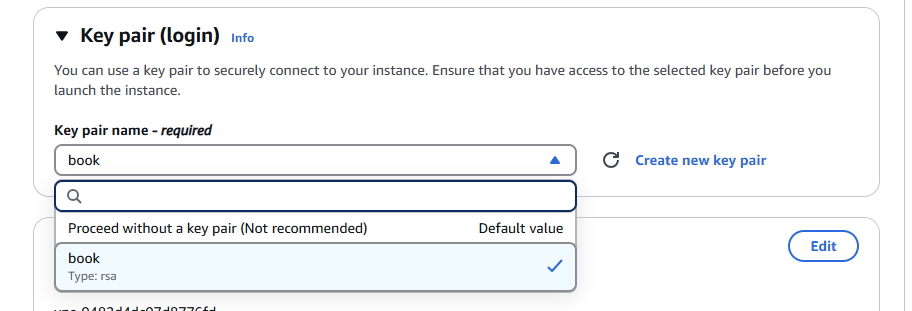 Key pair (login) Info
You can use a key pair to securely connect to your instance. Ensure that you have access to the selected key pair before you
launch the instance.
Key pair name - required
book
Create new key pair
Proceed without a key pair (Not recommended) Default value
book
Type: rsa
Edit